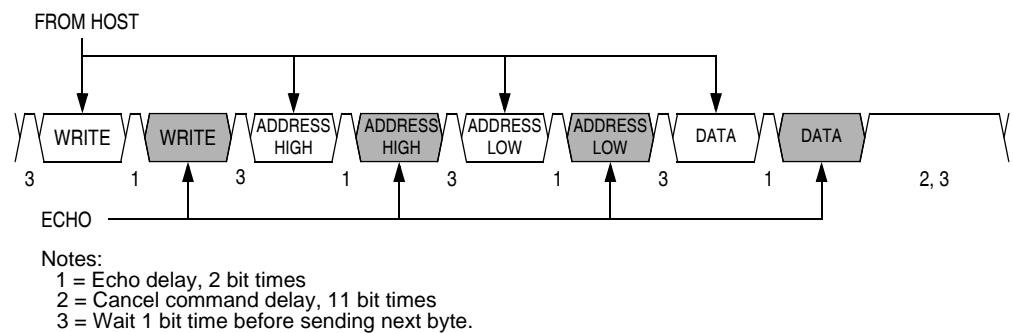 FROM HOST
WRITE WRITE ADDRESS HIGH ADDRESS HIGH ADDRESS LOW ADDRESS LOW DATA DATA
3 1 3 1 3 1 3 1 2, 3
ECHO
Notes:
1 = Echo delay, 2 bit times
2 = Cancel command delay, 11 bit times
3 = Wait 1 bit time before sending next byte.